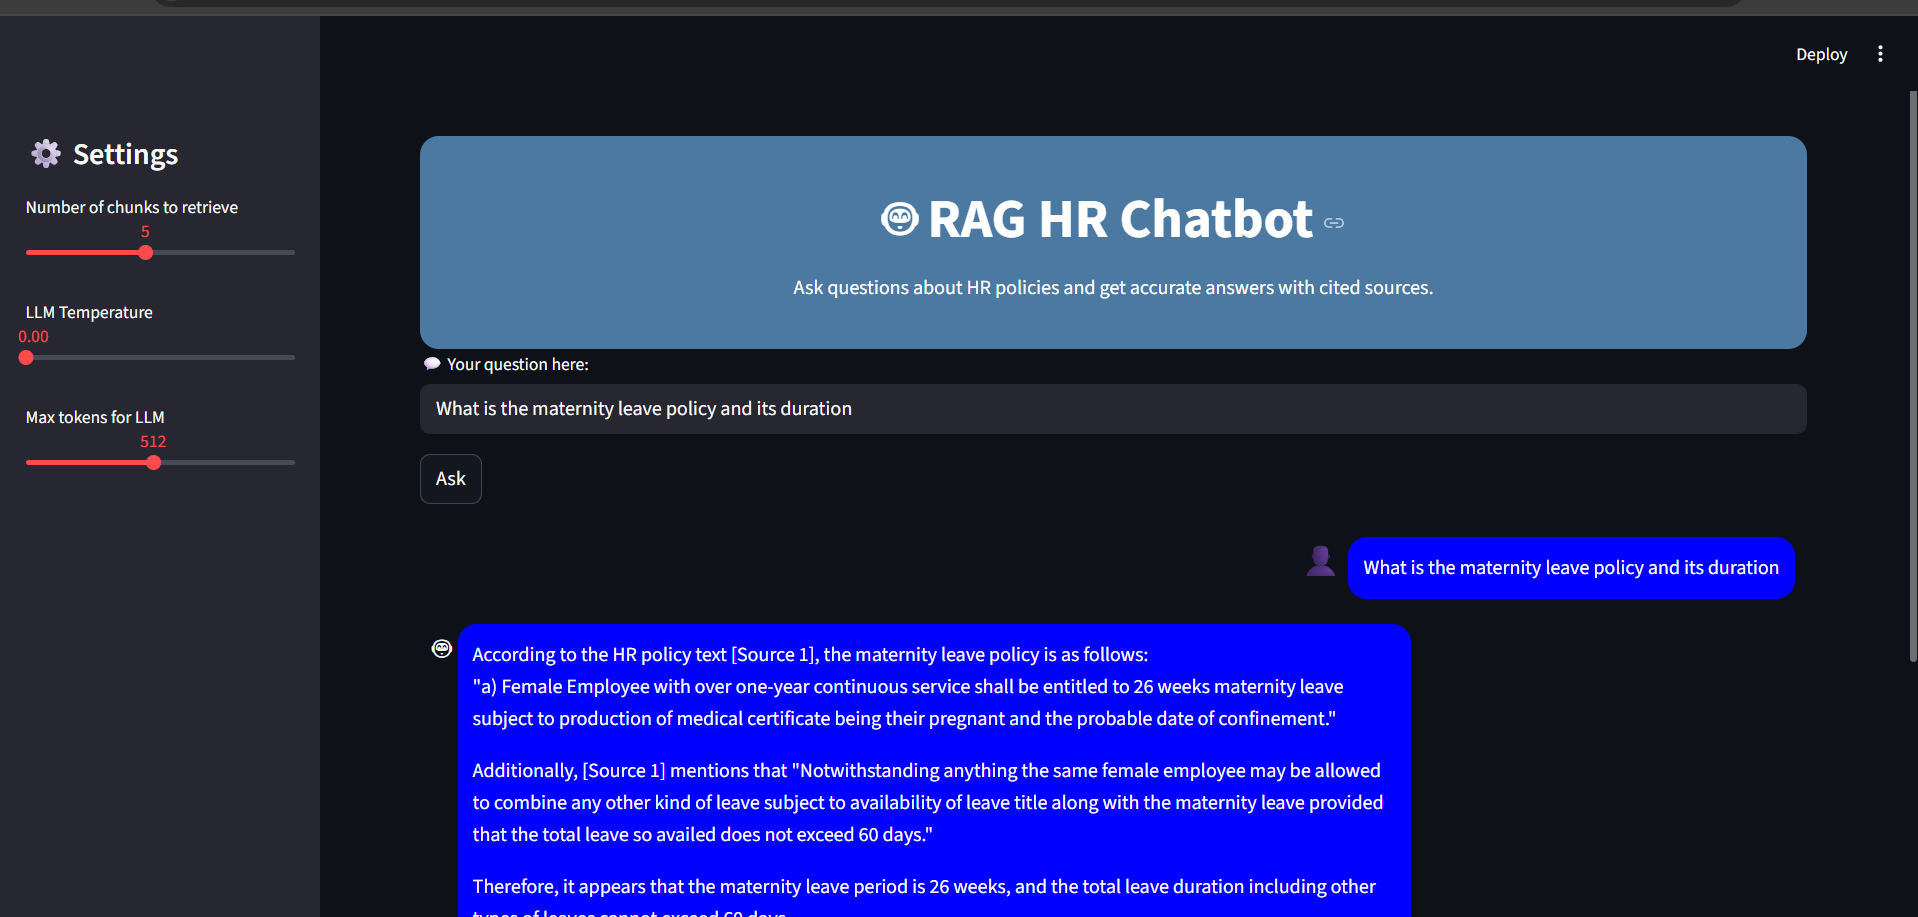 Deploy
Settings
Number of chunks to retrieve
5
LLM Temperature
0.00
Max tokens for LLM
512
RAG HR Chatbot
Ask questions about HR policies and get accurate answers with cited sources.
Your question here:
What is the maternity leave policy and its duration
Ask
What is the maternity leave policy and its duration
According to the HR policy text [Source 1], the maternity leave policy is as follows:
"a) Female Employee with over one-year continuous service shall be entitled to 26 weeks maternity leave
subject to production of medical certificate being their pregnant and the probable date of confinement."
Additionally, [Source 1] mentions that "Notwithstanding anything the same female employee may be allowed
to combine any other kind of leave subject to availability of leave title along with the maternity leave provided
that the total leave so availed does not exceed 60 days."
Therefore, it appears that the maternity leave period is 26 weeks, and the total leave duration including other
types of leaves cannot exceed 60 days